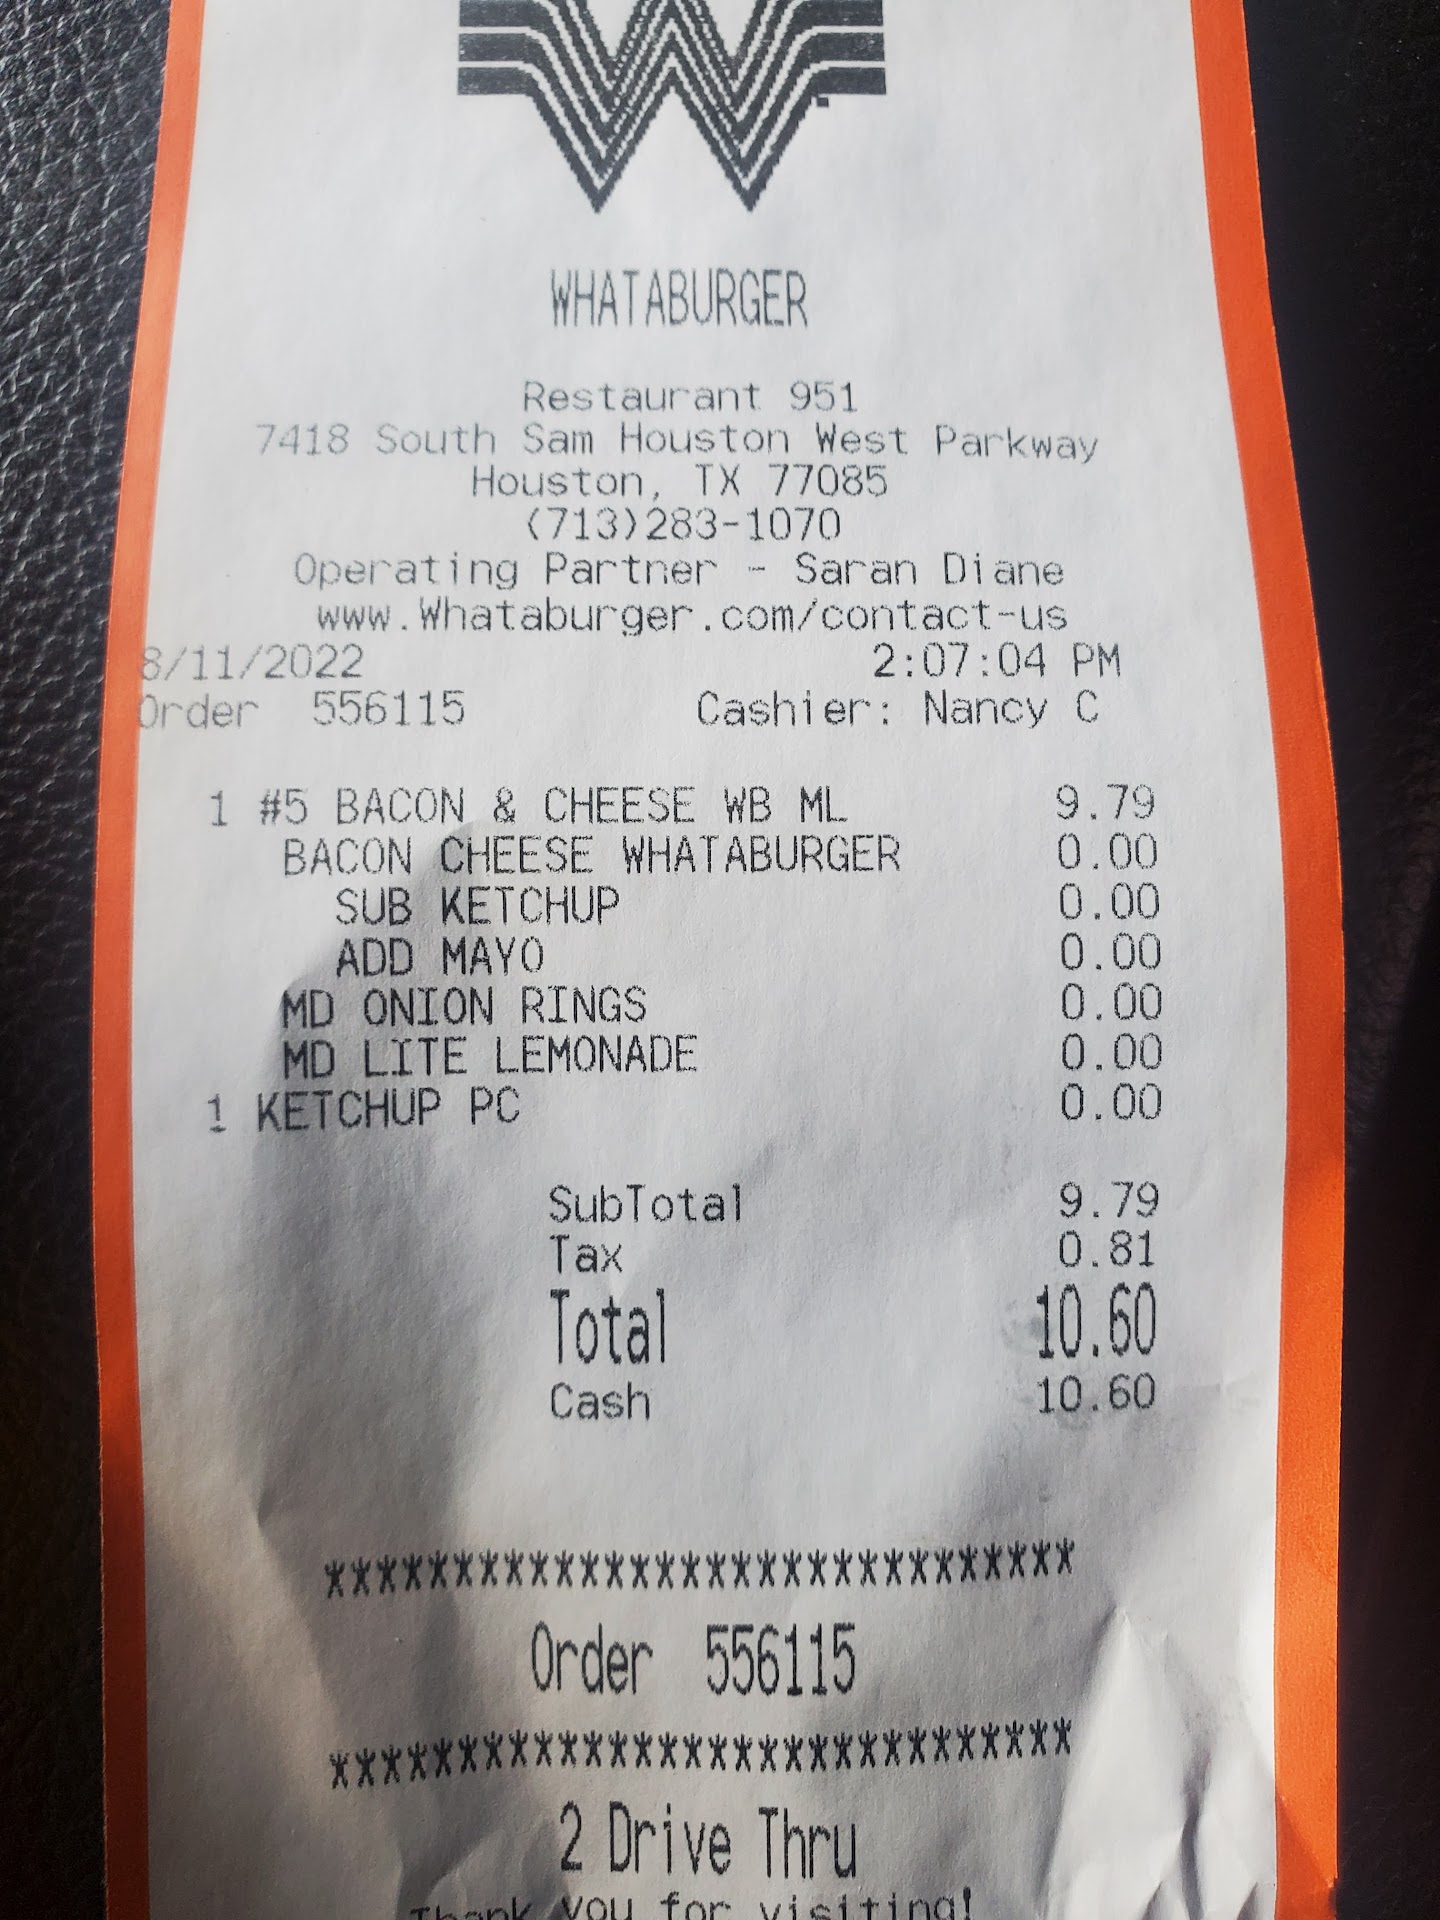 WHATABURGER
Restaurant 951
7418 South Sam Houston West Parkway
Houston, TX 77085
(713)283-1070
Operating Partner - Saran Diane
www.Whataburger.com/contact-us
8/11/2022 2:07:04 PM
Order 556115 Cashier: Nancy C
1 #5 BACON & CHEESE WB ML 9.79
BACON CHEESE WHATABURGER 0.00
SUB KETCHUP 0.00
ADD MAYO 0.00
MD ONION RINGS 0.00
MD LITE LEMONADE 0.00
1 KETCHUP PC 0.00
SubTotal 9.79
Tax 0.81
Total 10.60
Cash 10.60
*****************************
Order 556115
*****************************
2 Drive Thru
Thank you for visiting!